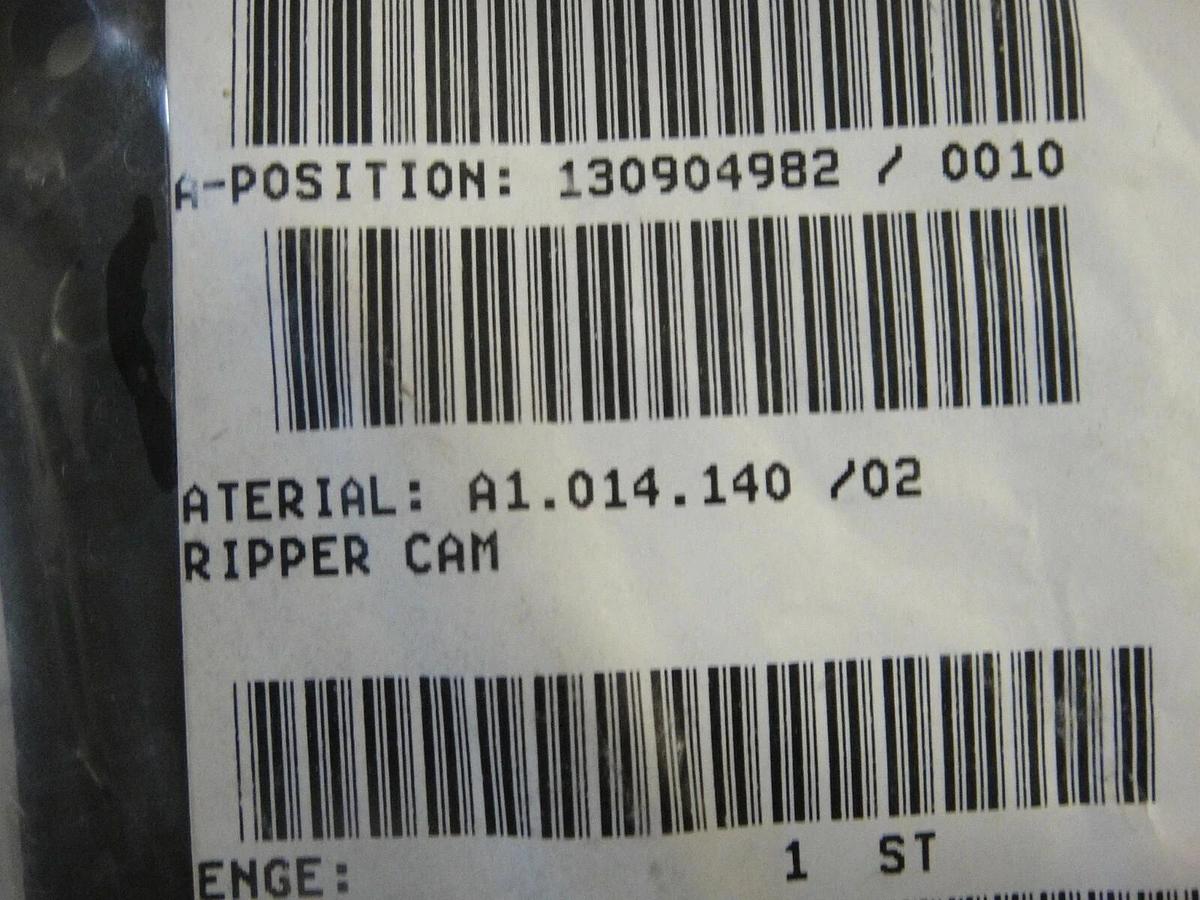 A-POSITION: 130904982 / 0010
ATERIAL: A1.014.140 /02
RIPPER CAM
ENGE: 1 ST